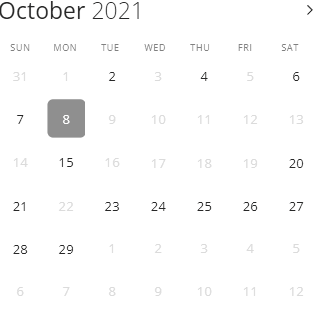 October 2021
SUN MON TUE WED THU FRI SAT
31 1 2 3 4 5 6
7 8 9 10 11 12 13
14 15 16 17 18 19 20
21 22 23 24 25 26 27
28 29 1 2 3 4 5
6 7 8 9 10 11 12